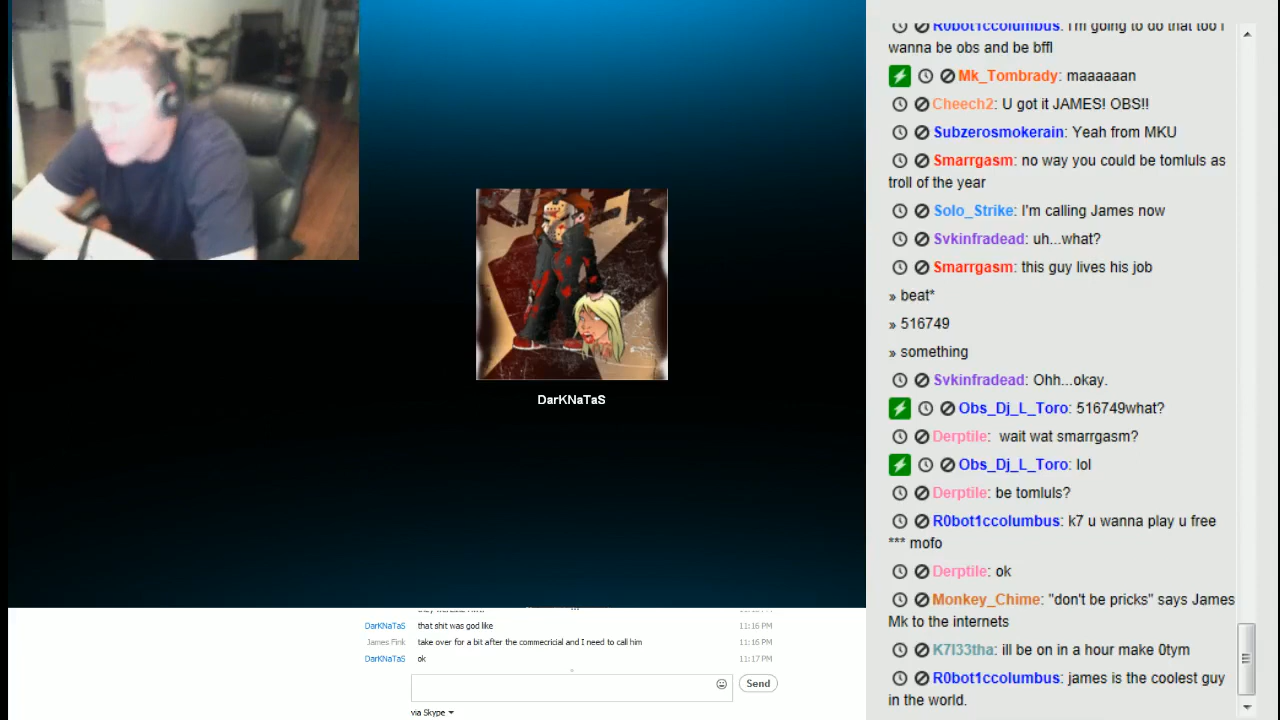 R0bot1ccolumbus: I'm going to do that too I
wanna be obs and be bffl
Mk_Tombrady: maaaaaan
Cheech2: U got it JAMES! OBS!!
Subzerosmokerain: Yeah from MKU
Smarrgasm: no way you could be tomluls as
troll of the year
Solo_Strike: I'm calling James now
Svkinfradead: uh...what?
Smarrgasm: this guy lives his job
» beat*
» 516749
» something
Svkinfradead: Ohh...okay.
Obs_Dj_L_Toro: 516749what?
Derptile: wait wat smarrgasm?
Obs_Dj_L_Toro: lol
Derptile: be tomluls?
R0bot1ccolumbus: k7 u wanna play u free
*** mofo
Derptile: ok
Monkey_Chime: "don't be pricks" says James
Mk to the internets
K7l33tha: ill be on in a hour make 0tym
R0bot1ccolumbus: james is the coolest guy
in the world.
DarKNaTaS
DarKNaTaS that shit was god like 11:16 PM
James Fink take over for a bit after the commecricial and I need to call him 11:16 PM
DarKNaTaS ok 11:17 PM
Send
via Skype